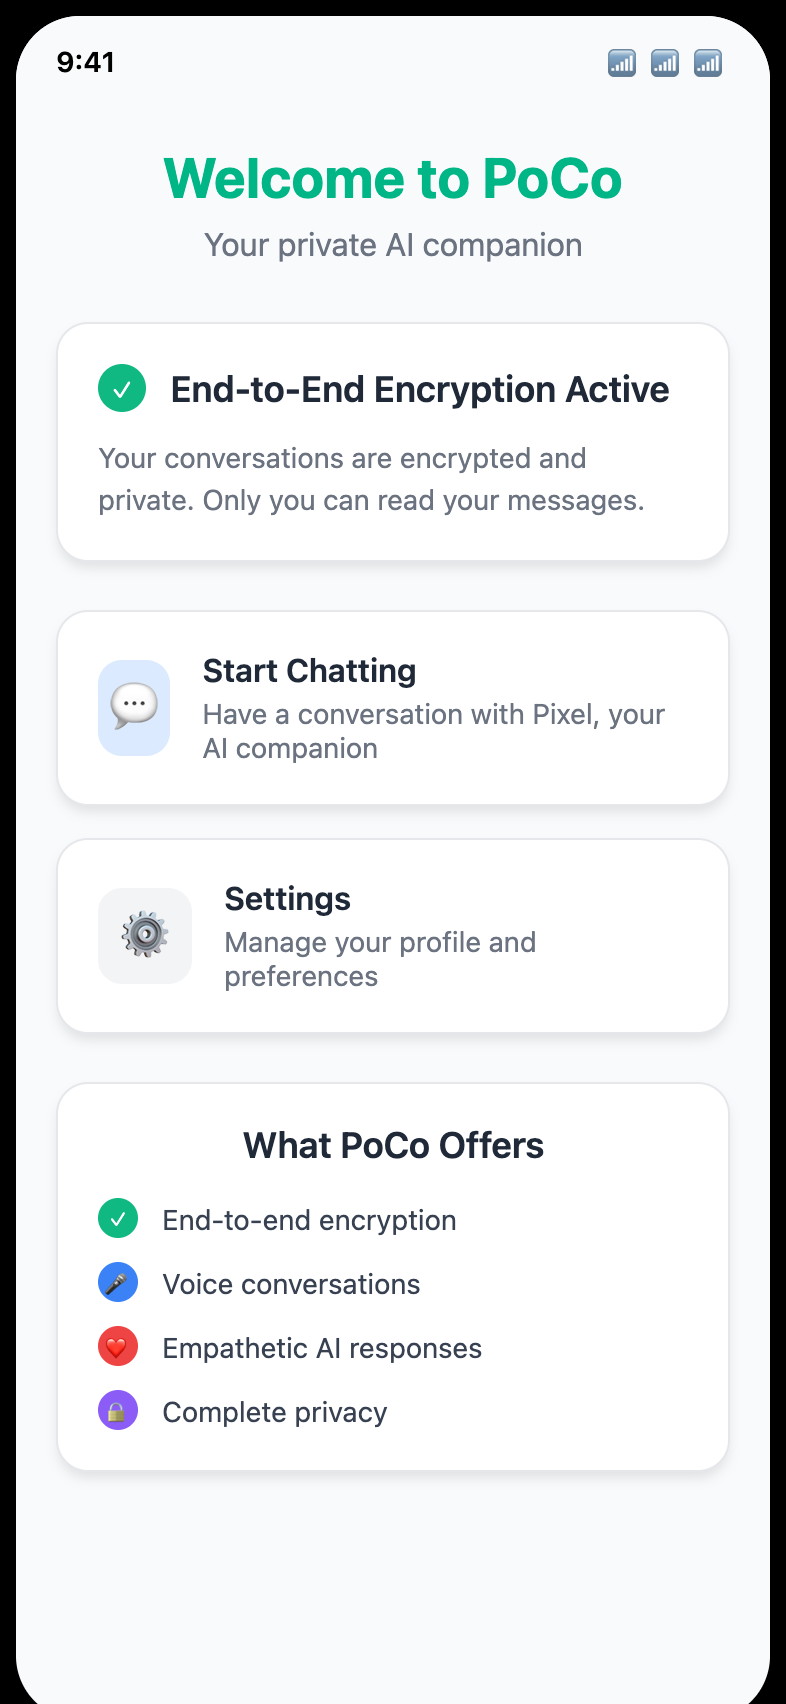 9:41
Welcome to PoCo
Your private AI companion
End-to-End Encryption Active
Your conversations are encrypted and
private. Only you can read your messages.
Start Chatting
Have a conversation with Pixel, your
AI companion
Settings
Manage your profile and
preferences
What PoCo Offers
End-to-end encryption
Voice conversations
Empathetic AI responses
Complete privacy